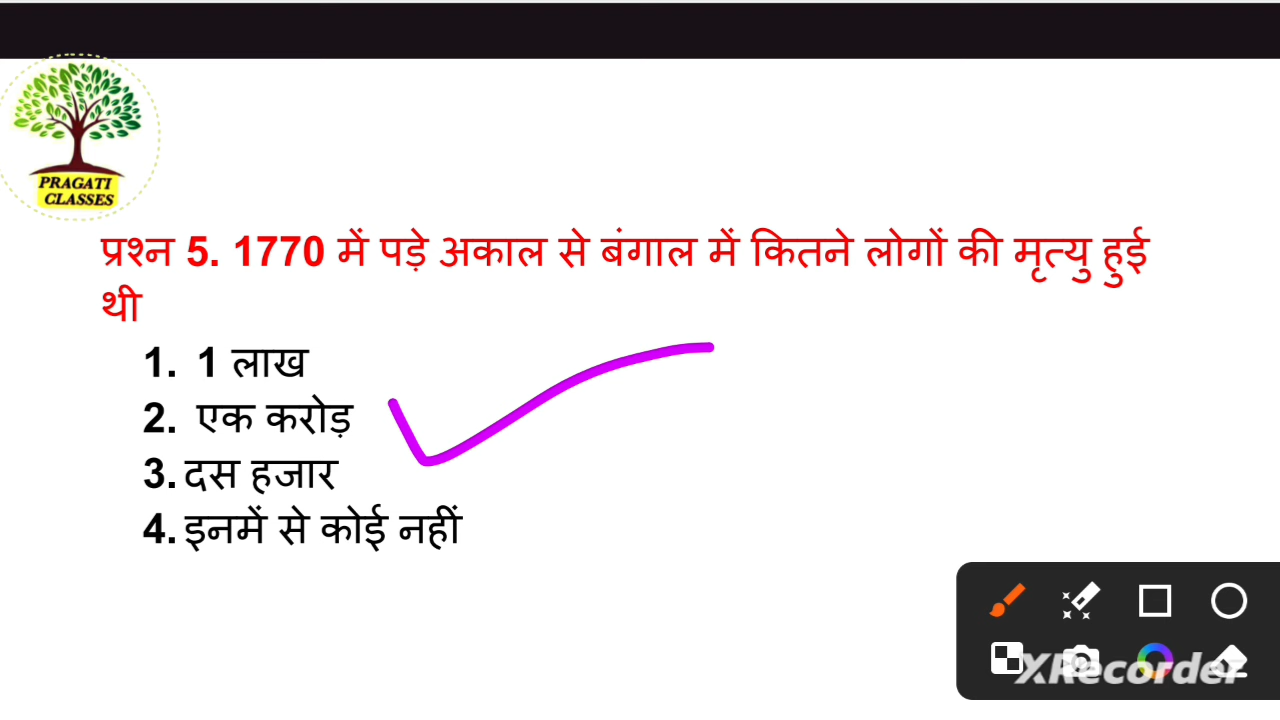 PRAGATI
CLASSES
प्रश्न 5. 1770 में पड़े अकाल से बंगाल में कितने लोगों की मृत्यु हुई
थी
1. 1 लाख
2. एक करोड़
3. दस हजार
4. इनमें से कोई नहीं
XRecorder